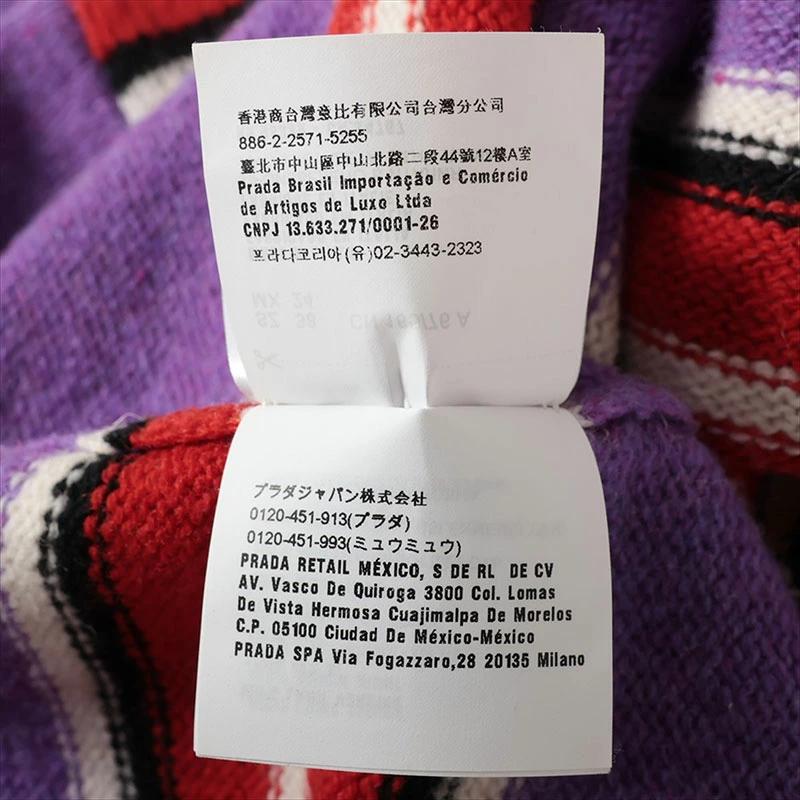 香港商台灣意比有限公司台灣分公司
886-2-2571-5255
臺北市中山區中山北路二段44號12樓A室
Prada Brasil Importação e Comércio
de Artigos de Luxo Ltda
CNPJ 13.633.271/0001-26
프라다코리아(유)02-3443-2323
プラダジャパン株式会社
0120-451-913(プラダ)
0120-451-993(ミュウミュウ)
PRADA RETAIL MÉXICO, S DE RL DE CV
AV. Vasco De Quiroga 3800 Col. Lomas
De Vista Hermosa Cuajimalpa De Morelos
C.P. 05100 Ciudad De México-México
PRADA SPA Via Fogazzaro,28 20135 Milano